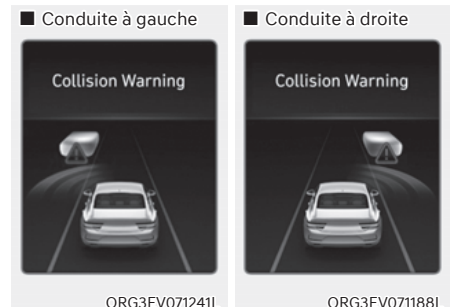 ■ Conduite à gauche
Collision Warning
ORG3EV071241L
■ Conduite à droite
Collision Warning
ORG3EV071188L